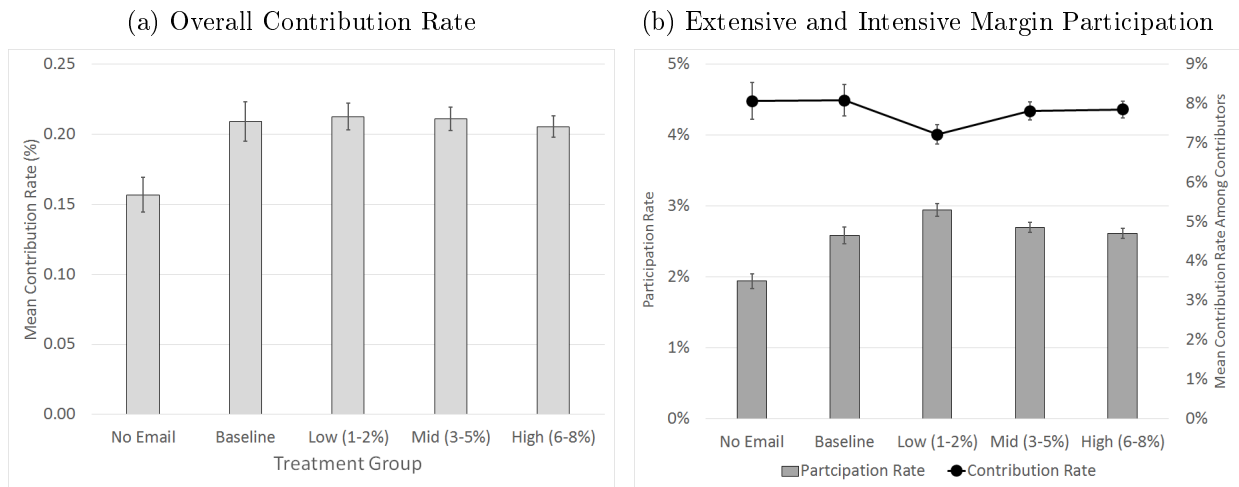 (a) Overall Contribution Rate
Mean Contribution Rate (%)
0.25
0.20
0.15
0.10
0.05
0.00
No Email Baseline Low (1-2%) Mid (3-5%) High (6-8%)
Treatment Group
(b) Extensive and Intensive Margin Participation
Participation Rate
5%
4%
3%
2%
1%
0%
9%
8%
7%
6%
5%
4%
3%
2%
1%
0%
Mean Contribution Rate Among Contributors
No Email Baseline Low (1-2%) Mid (3-5%) High (6-8%)
Partcipation Rate Contribution Rate